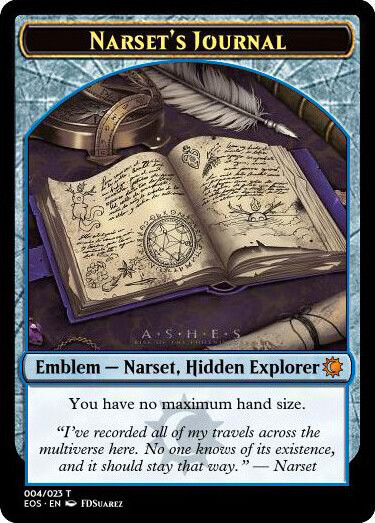 Narset's Journal
A·S·H·E·S
RISE OF THE PHOENIX
Emblem — Narset, Hidden Explorer
You have no maximum hand size.
"I've recorded all of my travels across the
multiverse here. No one knows of its existence,
and it should stay that way." — Narset
004/023 T
EOS · EN FDSuarez